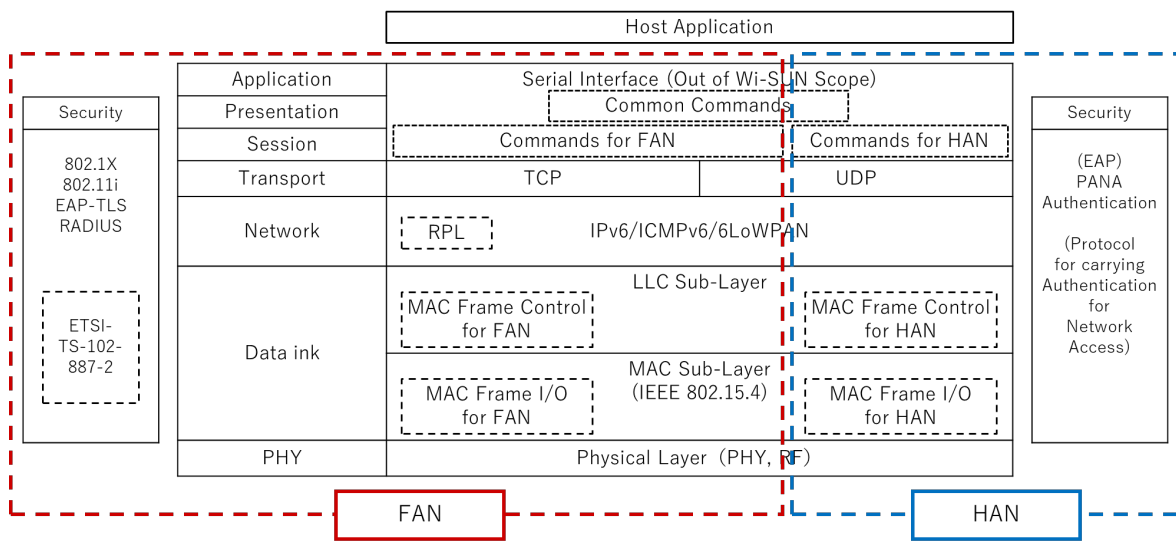 Host Application
Security
802.1X
802.11i
EAP-TLS
RADIUS
ETSI-
TS-102-
887-2
Application
Presentation
Session
Transport
Network
Data ink
PHY
Serial Interface (Out of Wi-SUN Scope)
Common Commands
Commands for FAN
Commands for HAN
TCP
UDP
RPL
IPv6/ICMPv6/6LoWPAN
LLC Sub-Layer
MAC Frame Control
for FAN
MAC Frame Control
for HAN
MAC Sub-Layer
(IEEE 802.15.4)
MAC Frame I/O
for FAN
MAC Frame I/O
for HAN
Physical Layer (PHY, RF)
Security
(EAP)
PANA
Authentication
(Protocol
for carrying
Authentication
for
Network
Access)
FAN
HAN